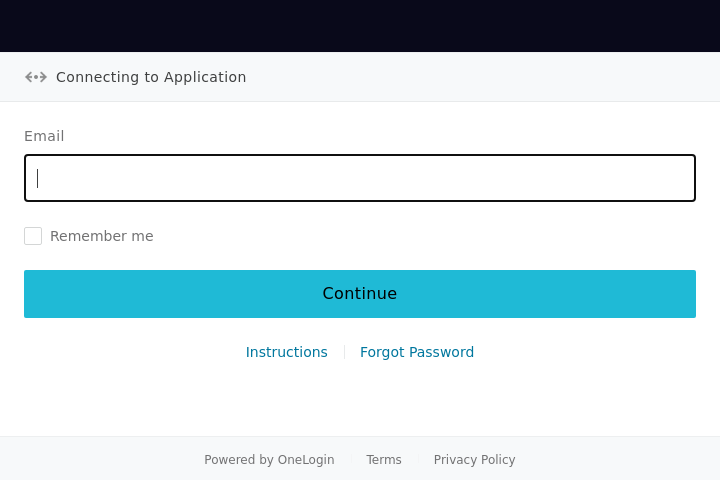 Connecting to Application
Email
Remember me
Continue
Instructions Forgot Password
Powered by OneLogin Terms Privacy Policy